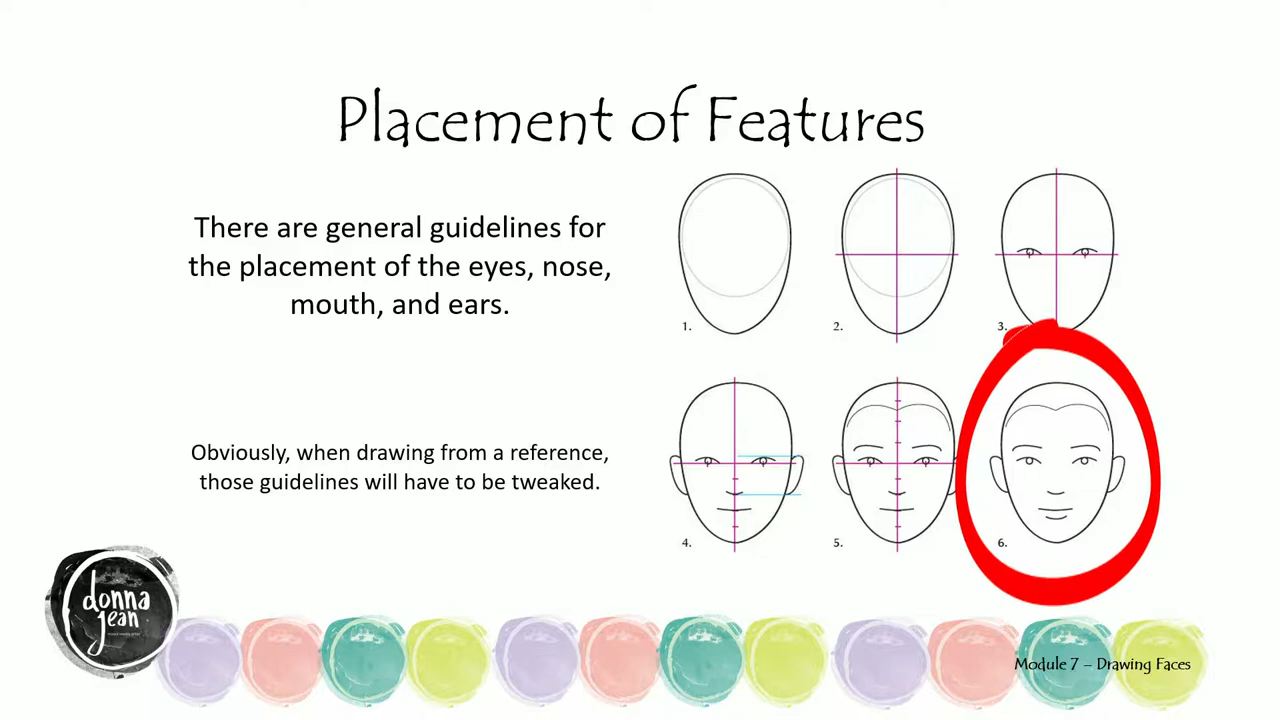 Placement of Features
There are general guidelines for
the placement of the eyes, nose,
mouth, and ears.
Obviously, when drawing from a reference,
those guidelines will have to be tweaked.
1.
2.
3.
4.
5.
6.
donna
jean
Module 7 – Drawing Faces